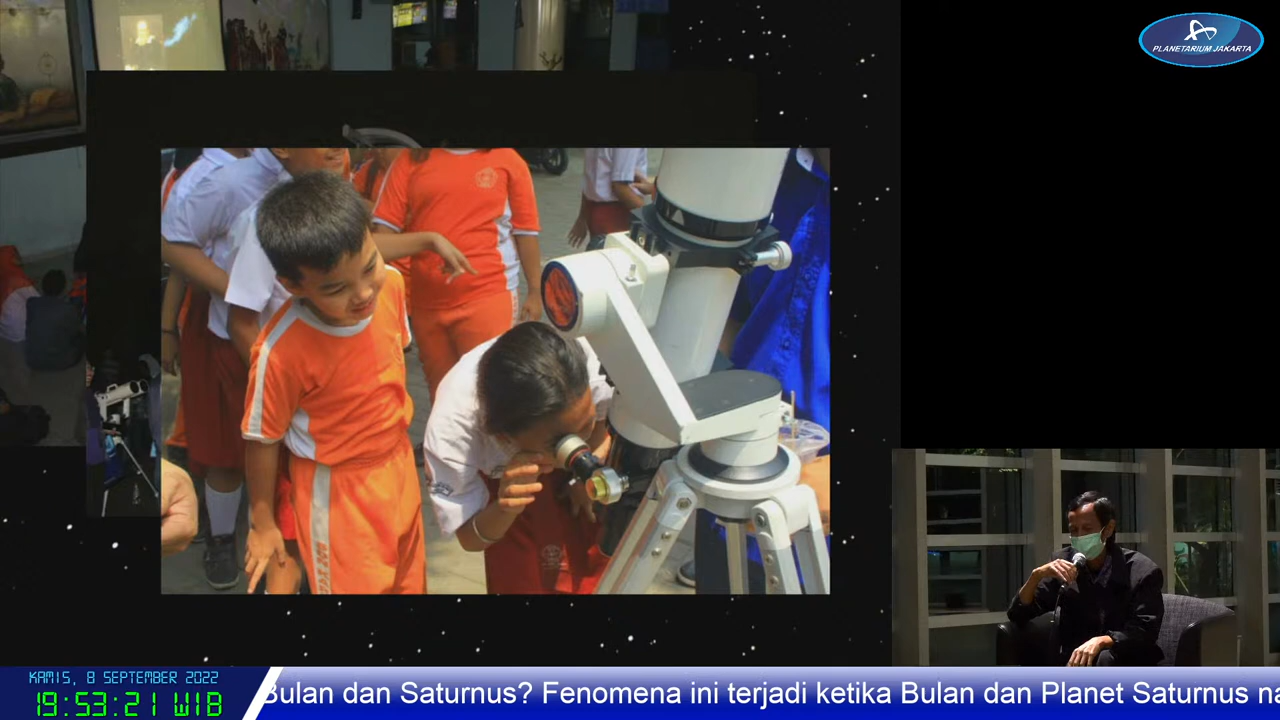 PLANETARIUM JAKARTA
KAMIS, 8 SEPTEMBER 2022
19:53:21 WIB
Bulan dan Saturnus? Fenomena ini terjadi ketika Bulan dan Planet Saturnus na